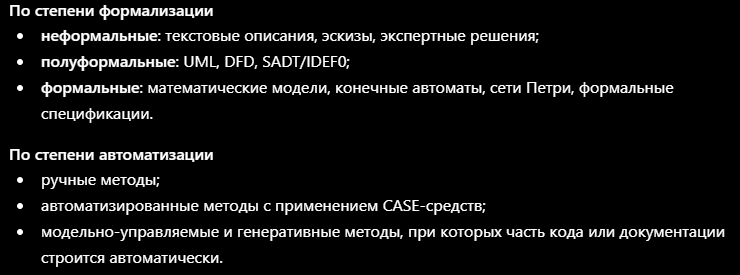 По степени формализации
• неформальные: текстовые описания, эскизы, экспертные решения;
• полуформальные: UML, DFD, SADT/IDEF0;
• формальные: математические модели, конечные автоматы, сети Петри, формальные
спецификации.
По степени автоматизации
• ручные методы;
• автоматизированные методы с применением CASE-средств;
• модельно-управляемые и генеративные методы, при которых часть кода или документации
строится автоматически.